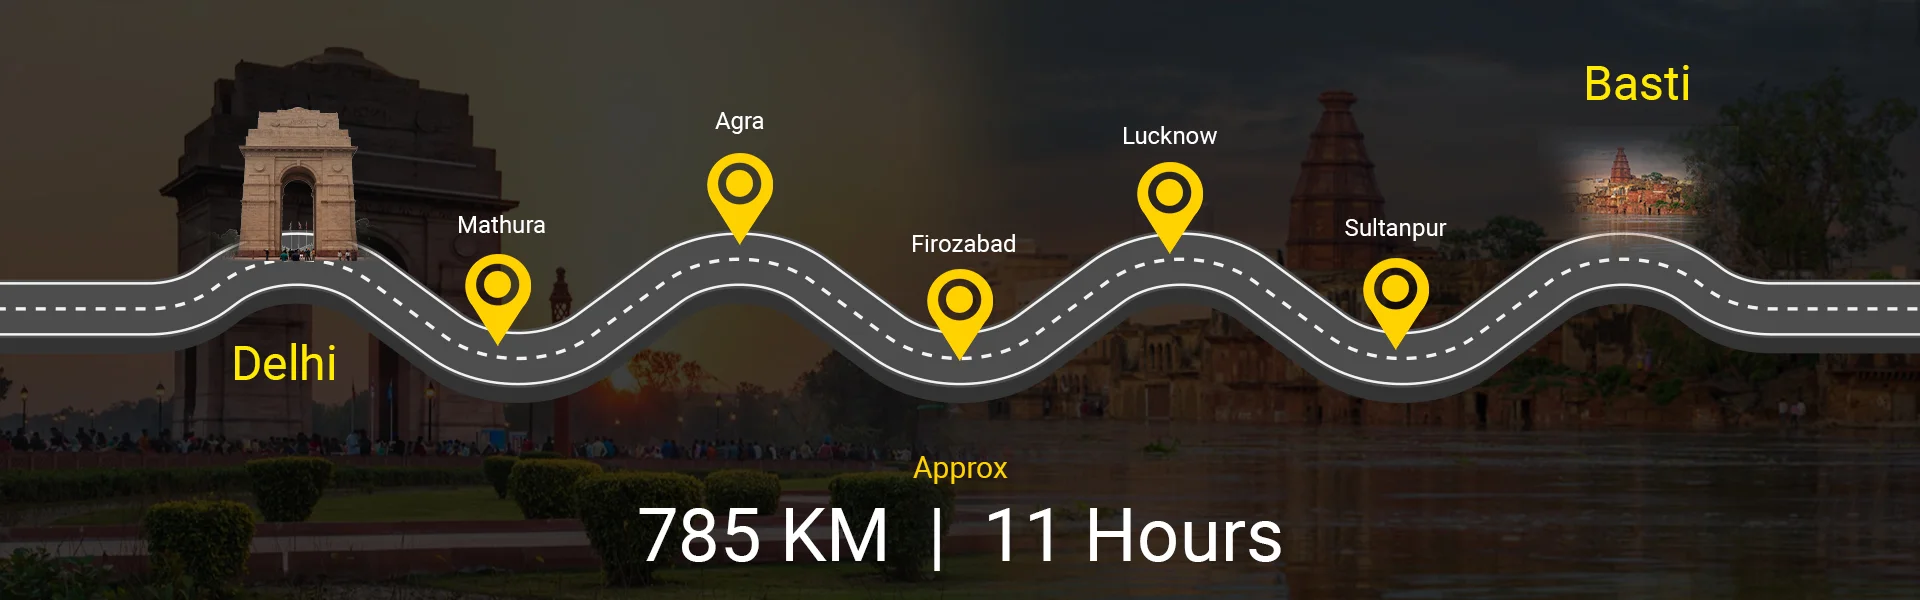 Delhi
Mathura
Agra
Firozabad
Lucknow
Sultanpur
Basti
Approx
785 KM | 11 Hours